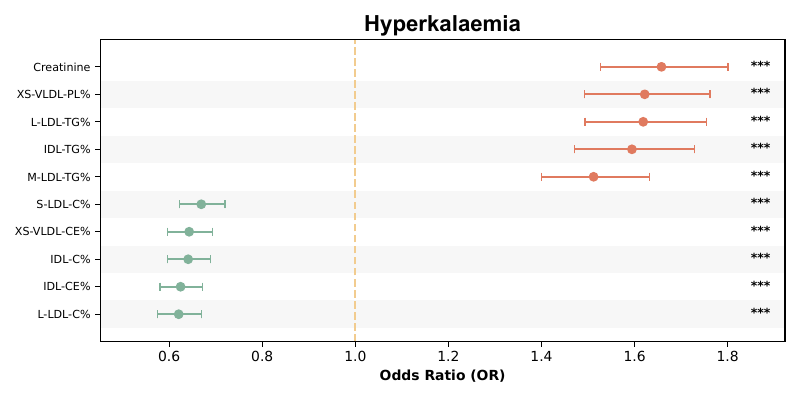 Hyperkalaemia
Creatinine ***
XS-VLDL-PL% ***
L-LDL-TG% ***
IDL-TG% ***
M-LDL-TG% ***
S-LDL-C% ***
XS-VLDL-CE% ***
IDL-C% ***
IDL-CE% ***
L-LDL-C% ***
0.6 0.8 1.0 1.2 1.4 1.6 1.8
Odds Ratio (OR)